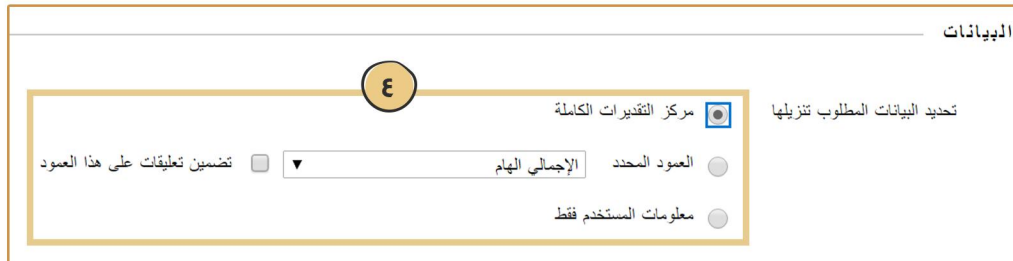 البيانات
٤
تحديد البيانات المطلوب تنزيلها
مركز التقديرات الكاملة
العمود المحدد الإجمالي الهام تضمين تعليقات على هذا العمود
معلومات المستخدم فقط